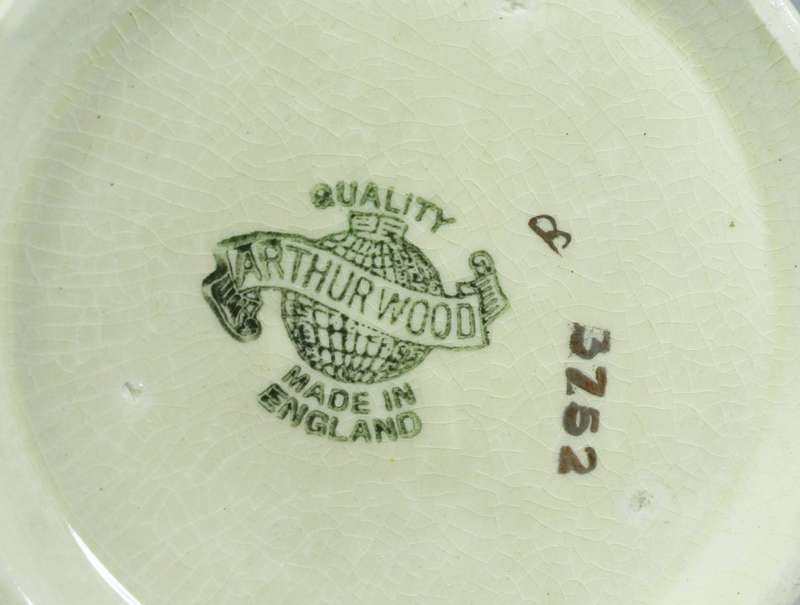 QUALITY
ARTHUR WOOD
MADE IN
ENGLAND
3752